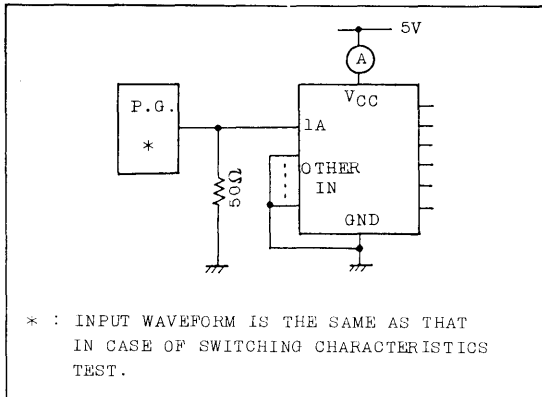 5V
A
P.G.
*
VCC
1A
50Ω
OTHER
IN
GND
* : INPUT WAVEFORM IS THE SAME AS THAT
IN CASE OF SWITCHING CHARACTERISTICS
TEST.